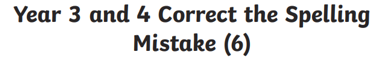 Year 3 and 4 Correct the Spelling
Mistake (6)